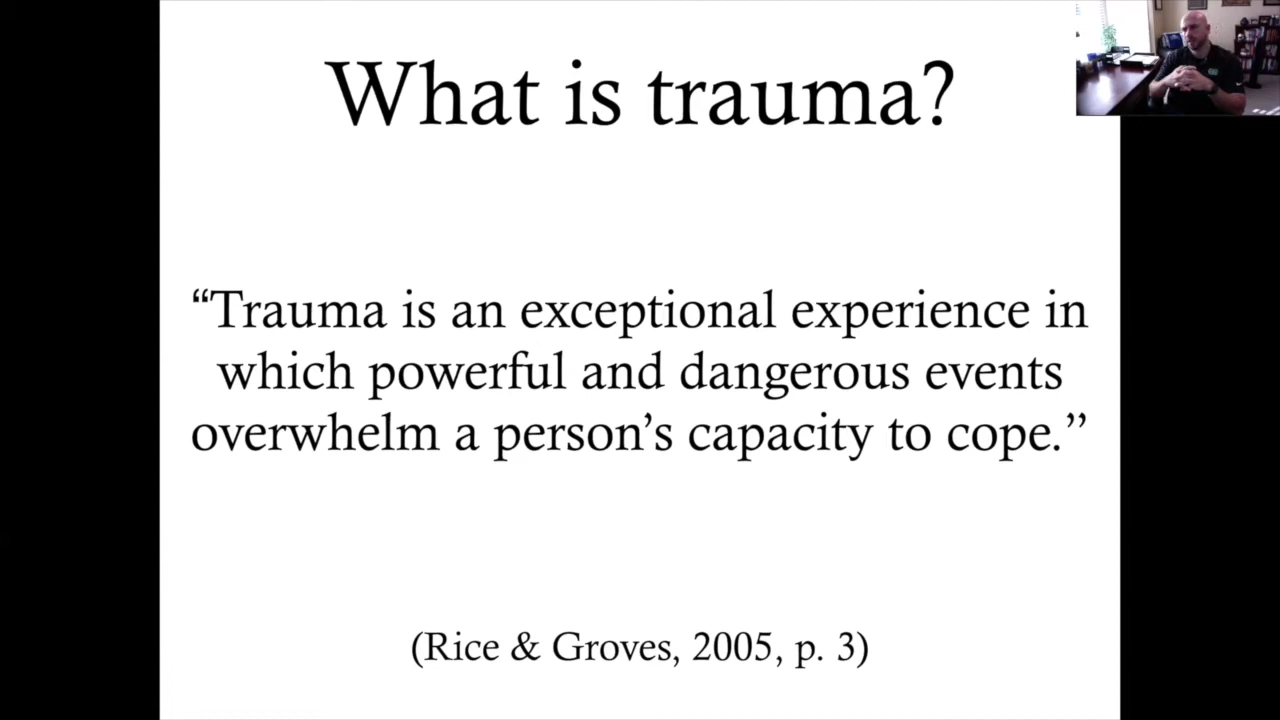 What is trauma?
“Trauma is an exceptional experience in
which powerful and dangerous events
overwhelm a person’s capacity to cope.”
(Rice & Groves, 2005, p. 3)